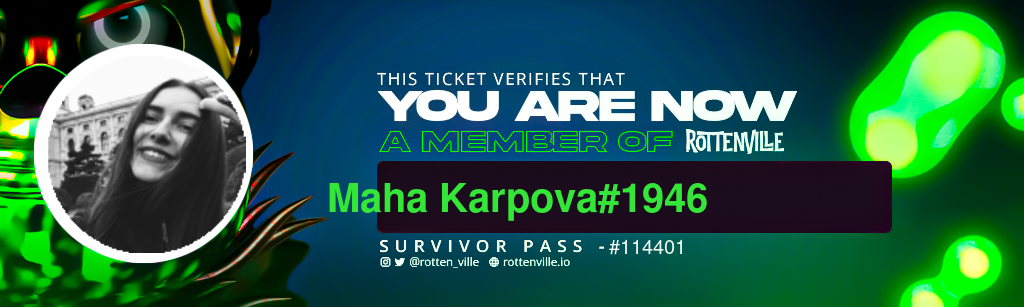 THIS TICKET VERIFIES THAT
YOU ARE NOW
A MEMBER OF ROTTENVILLE
Maha Karpova#1946
SURVIVOR PASS - #114401
@rotten_ville rottenville.io